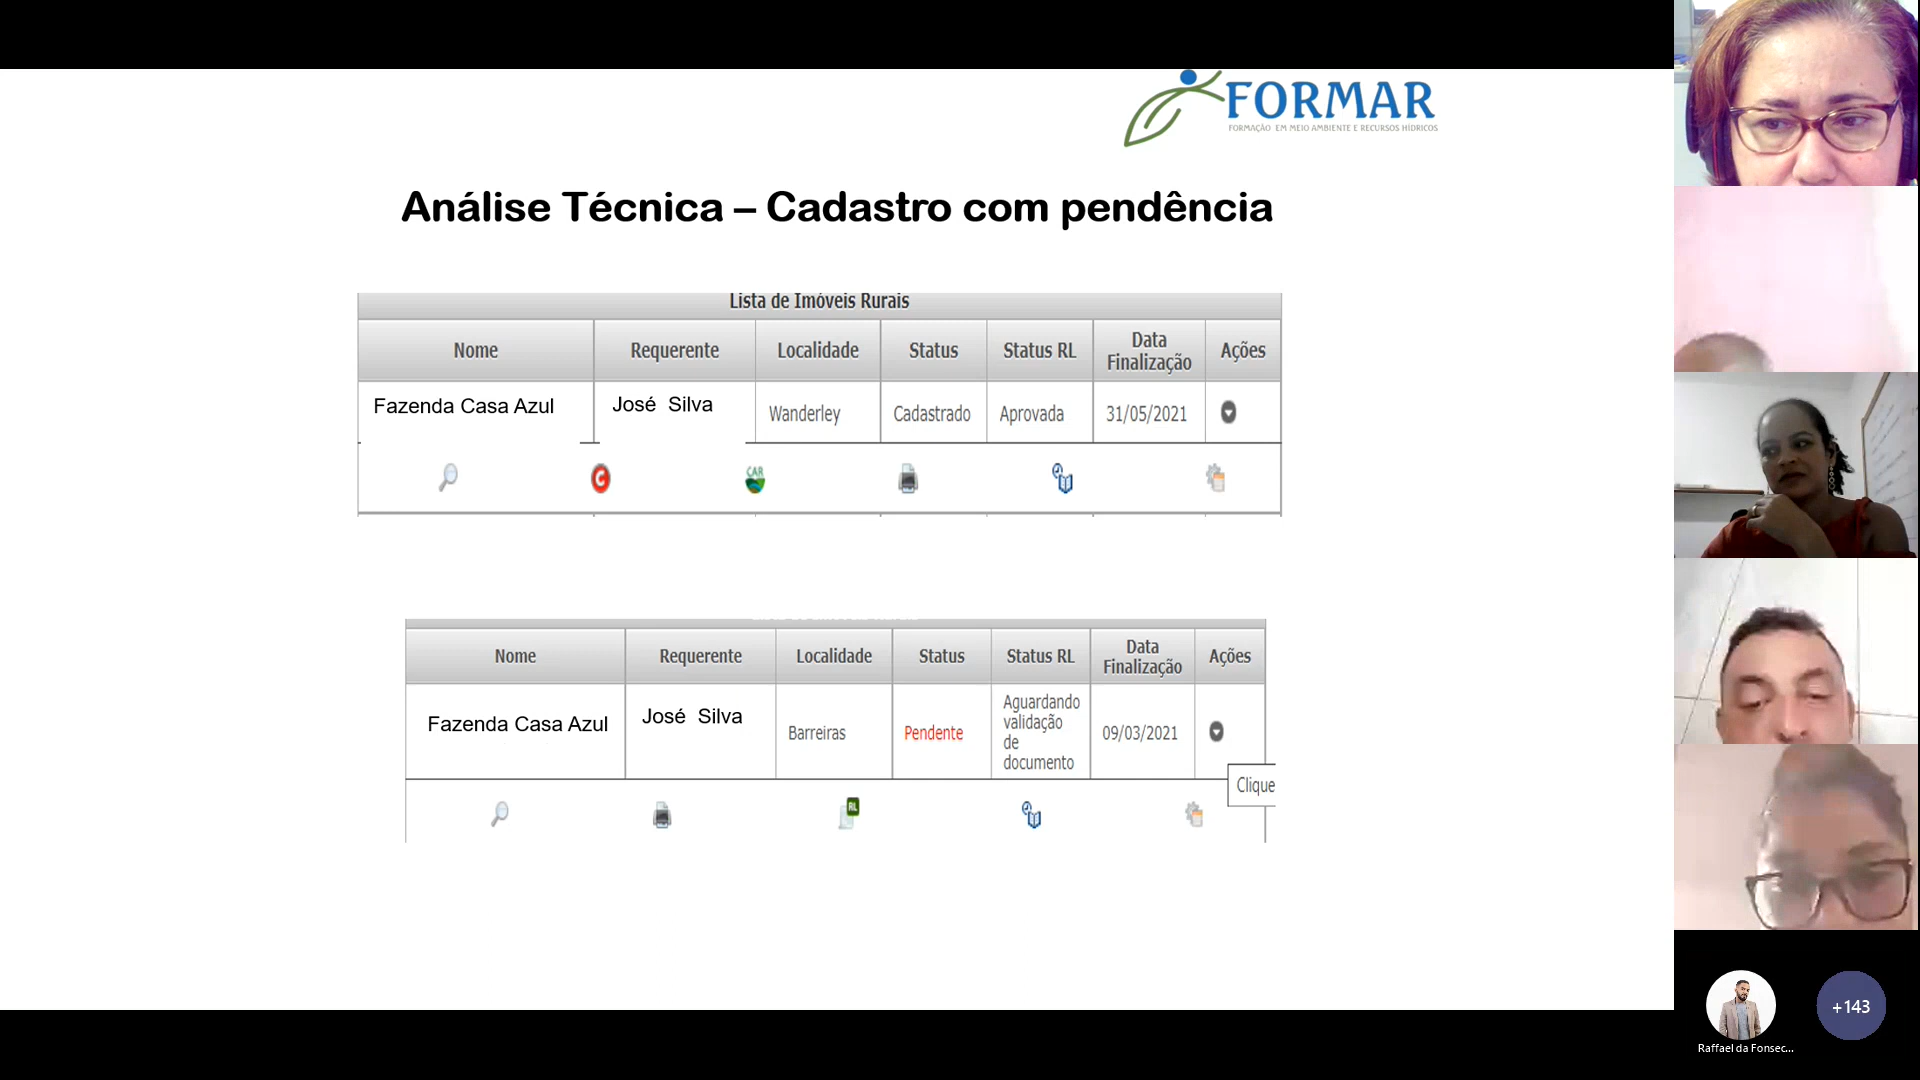 FORMAR
FORMAÇÃO EM MEIO AMBIENTE E RECURSOS HÍDRICOS
Análise Técnica – Cadastro com pendência
Lista de Imóveis Rurais
Nome Requerente Localidade Status Status RL Data Finalização Ações
Fazenda Casa Azul José Silva Wanderley Cadastrado Aprovada 31/05/2021
C CAR
Nome Requerente Localidade Status Status RL Data Finalização Ações
Fazenda Casa Azul José Silva Barreiras Pendente Aguardando validação de documento 09/03/2021
Clique
RL
+143
Raffael da Fonsec...